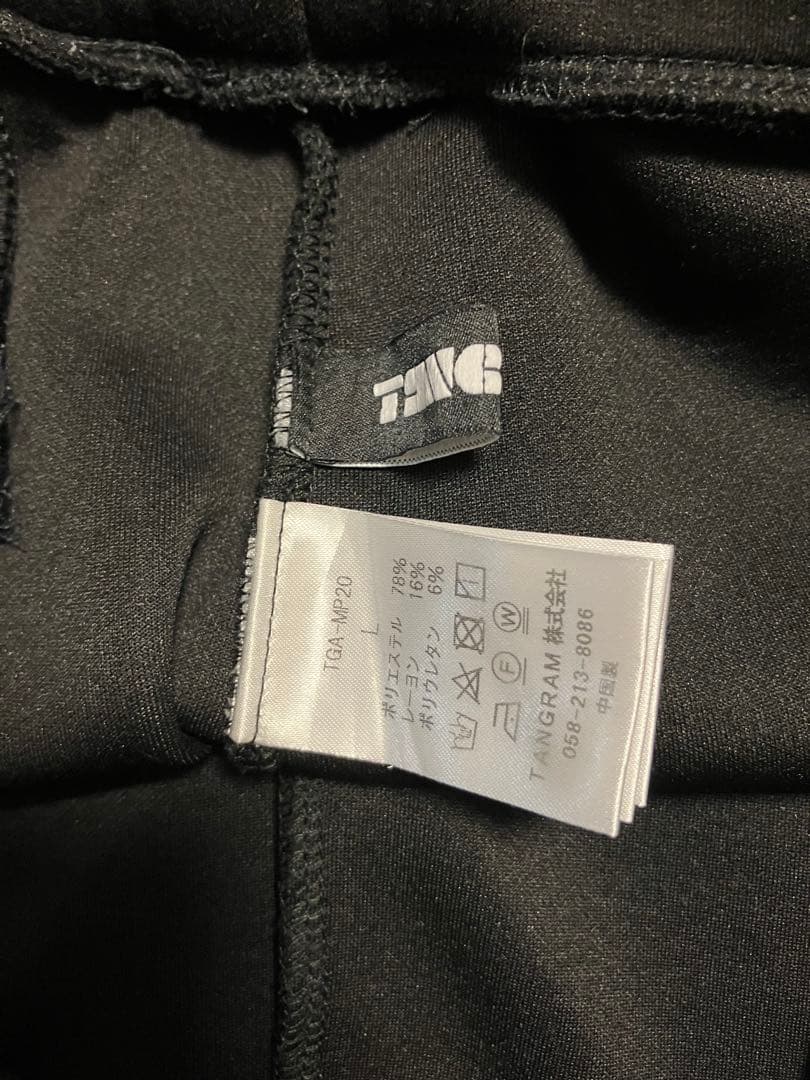 TNG
TGA-MP20
L
ポリエステル 78%
レーヨン 16%
ポリウレタン 6%
F W
TANGRAM 株式会社
058-213-8086
中国製